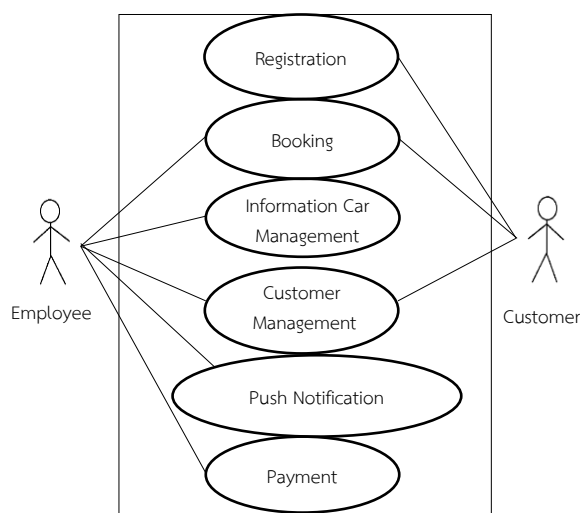 Registration
Booking
Information Car
Management
Customer
Management
Employee
Customer
Push Notification
Payment